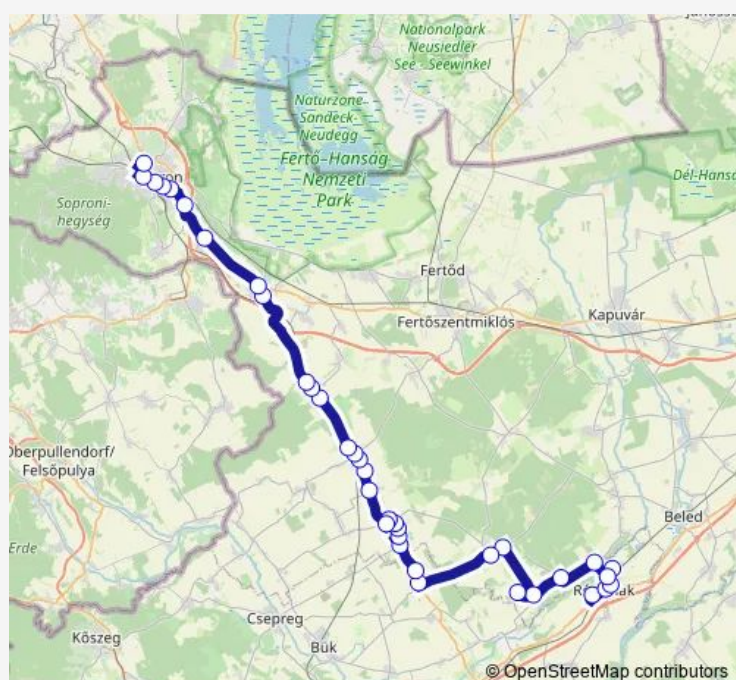 Nationalpark
Neusiedler
See - Seewinkel
Naturzone
Sandeck-
Neudegg
Fertő-Hanság
Nemzeti
Park
Dél-Hansá
Soproni-
hegység
Fertőd
Kapuvár
Fertőszentmiklós
Oberpullendorf/
Felsőpulya
Beled
Erde
Csepreg
Bük
Kőszeg
© OpenStreetMap contributors